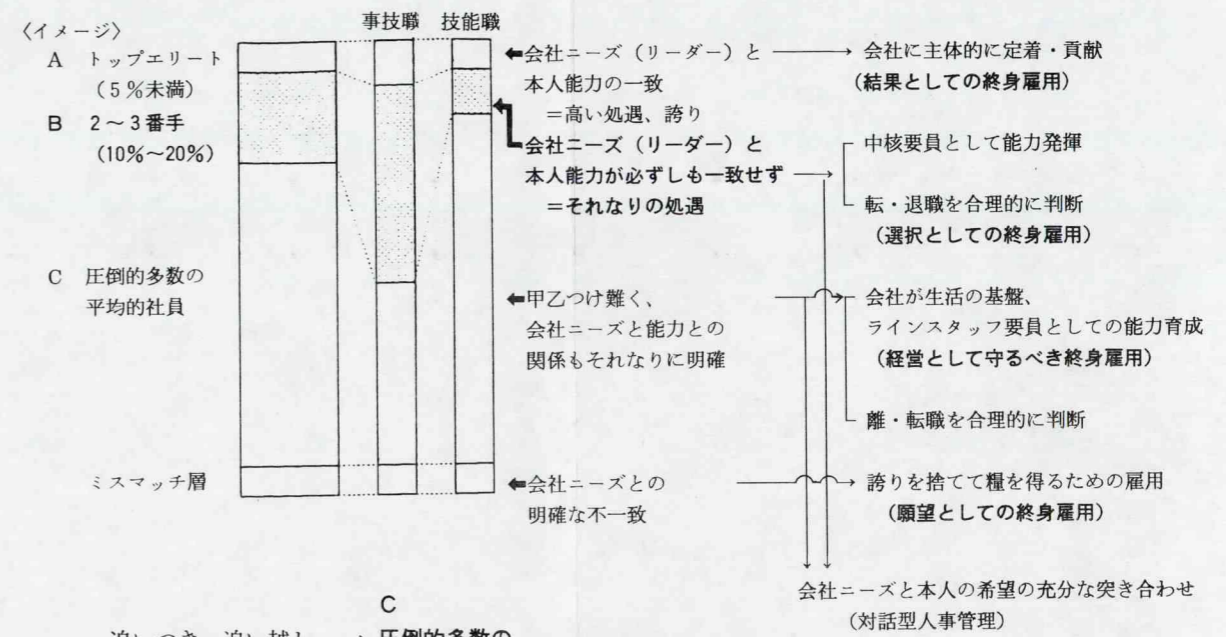 〈イメージ〉
事技職 技能職
A トップエリート
(5%未満)
B 2～3番手
(10%～20%)
C 圧倒的多数の
平均的社員
ミスマッチ層
会社ニーズ(リーダー)と
本人能力の一致
=高い処遇、誇り
会社ニーズ(リーダー)と
本人能力が必ずしも一致せず
=それなりの処遇
甲乙つけ難く、
会社ニーズと能力との
関係もそれなりに明確
会社ニーズとの
明確な不一致
会社に主体的に定着・貢献
(結果としての終身雇用)
中核要員として能力発揮
転・退職を合理的に判断
(選択としての終身雇用)
会社が生活の基盤、
ラインスタッフ要員としての能力育成
(経営として守るべき終身雇用)
離・転職を合理的に判断
誇りを捨てて糧を得るための雇用
(願望としての終身雇用)
会社ニーズと本人の希望の充分な突き合わせ
(対話型人事管理)
C
圧倒的多数の